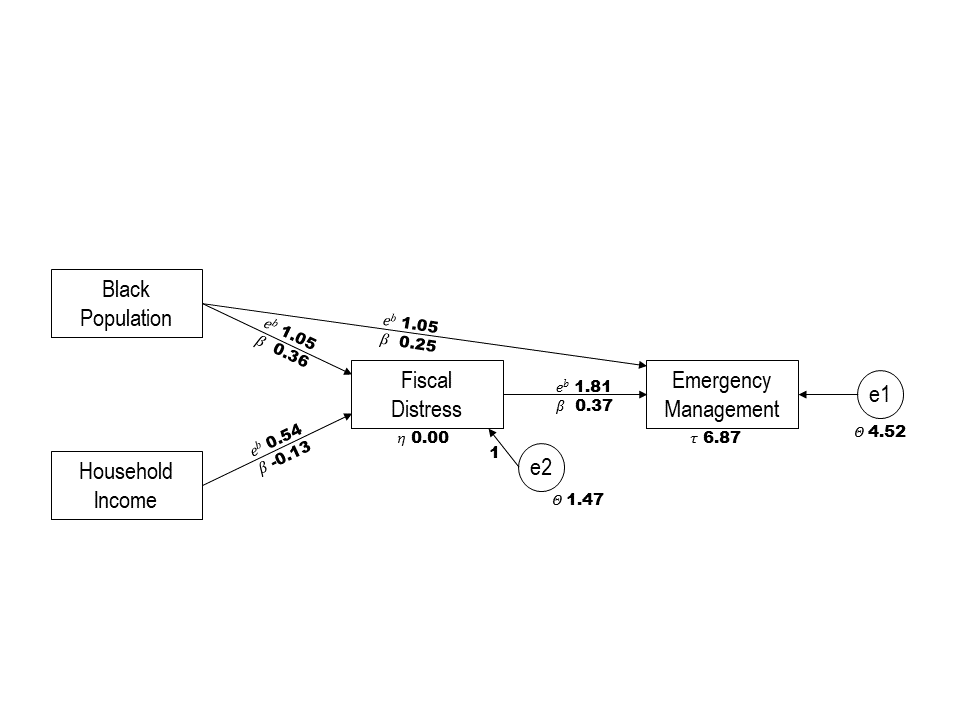 Black
Population
eᵇ 1.05
β 0.36
eᵇ 1.05
β 0.25
Fiscal
Distress
η 0.00
eᵇ 1.81
β 0.37
Emergency
Management
τ 6.87
e1
Θ 4.52
eᵇ 0.54
β -0.13
Household
Income
1
e2
Θ 1.47